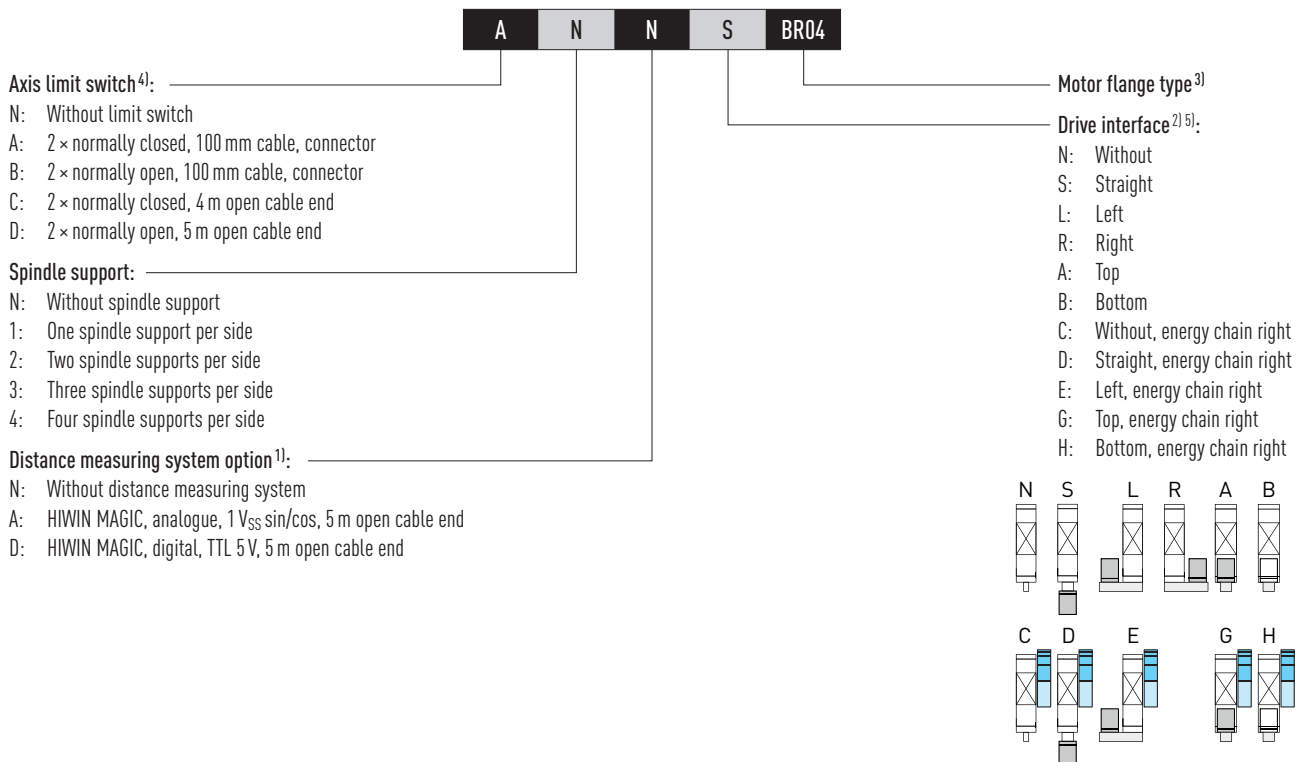 A N N S BR04
Axis limit switch 4):
N: Without limit switch
A: 2 × normally closed, 100 mm cable, connector
B: 2 × normally open, 100 mm cable, connector
C: 2 × normally closed, 4 m open cable end
D: 2 × normally open, 5 m open cable end
Spindle support:
N: Without spindle support
1: One spindle support per side
2: Two spindle supports per side
3: Three spindle supports per side
4: Four spindle supports per side
Distance measuring system option 1):
N: Without distance measuring system
A: HIWIN MAGIC, analogue, 1 VSS sin/cos, 5 m open cable end
D: HIWIN MAGIC, digital, TTL 5 V, 5 m open cable end
Motor flange type 3)
Drive interface 2) 5):
N: Without
S: Straight
L: Left
R: Right
A: Top
B: Bottom
C: Without, energy chain right
D: Straight, energy chain right
E: Left, energy chain right
G: Top, energy chain right
H: Bottom, energy chain right
N S L R A B
C D E G H